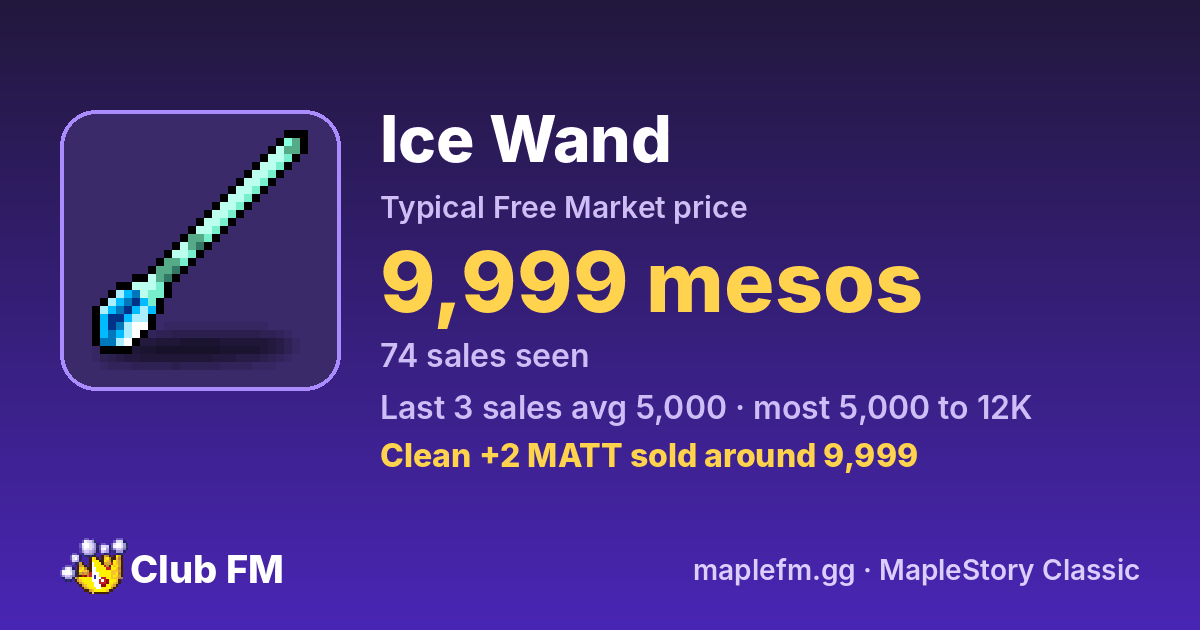 Ice Wand
Typical Free Market price
9,999 mesos
74 sales seen
Last 3 sales avg 5,000 · most 5,000 to 12K
Clean +2 MATT sold around 9,999
Club FM
maplefm.gg · MapleStory Classic